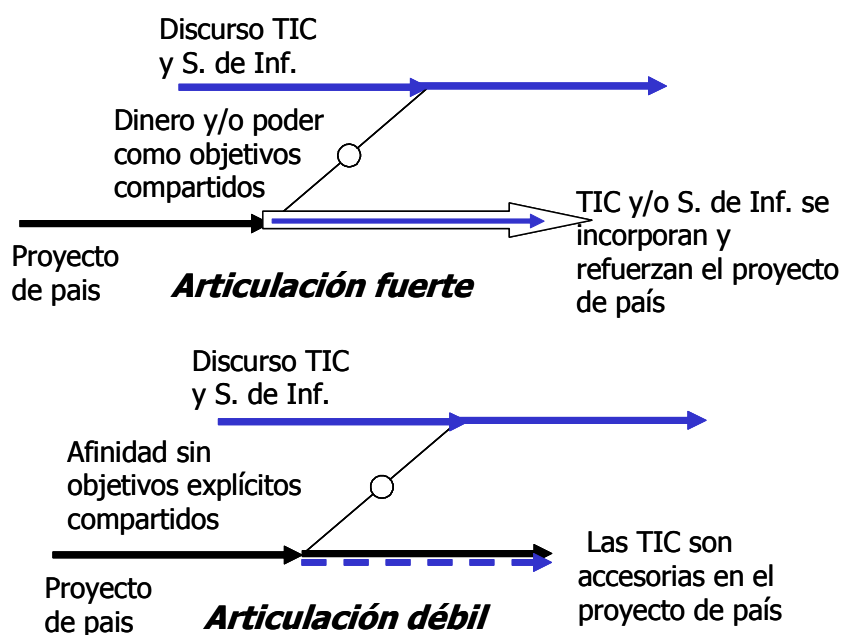 Discurso TIC
y S. de Inf.
Dinero y/o poder
como objetivos
compartidos
TIC y/o S. de Inf. se
incorporan y
refuerzan el proyecto
de país
Proyecto
de pais
Articulación fuerte
Discurso TIC
y S. de Inf.
Afinidad sin
objetivos explícitos
compartidos
Las TIC son
accesorias en el
proyecto de país
Proyecto
de pais
Articulación débil